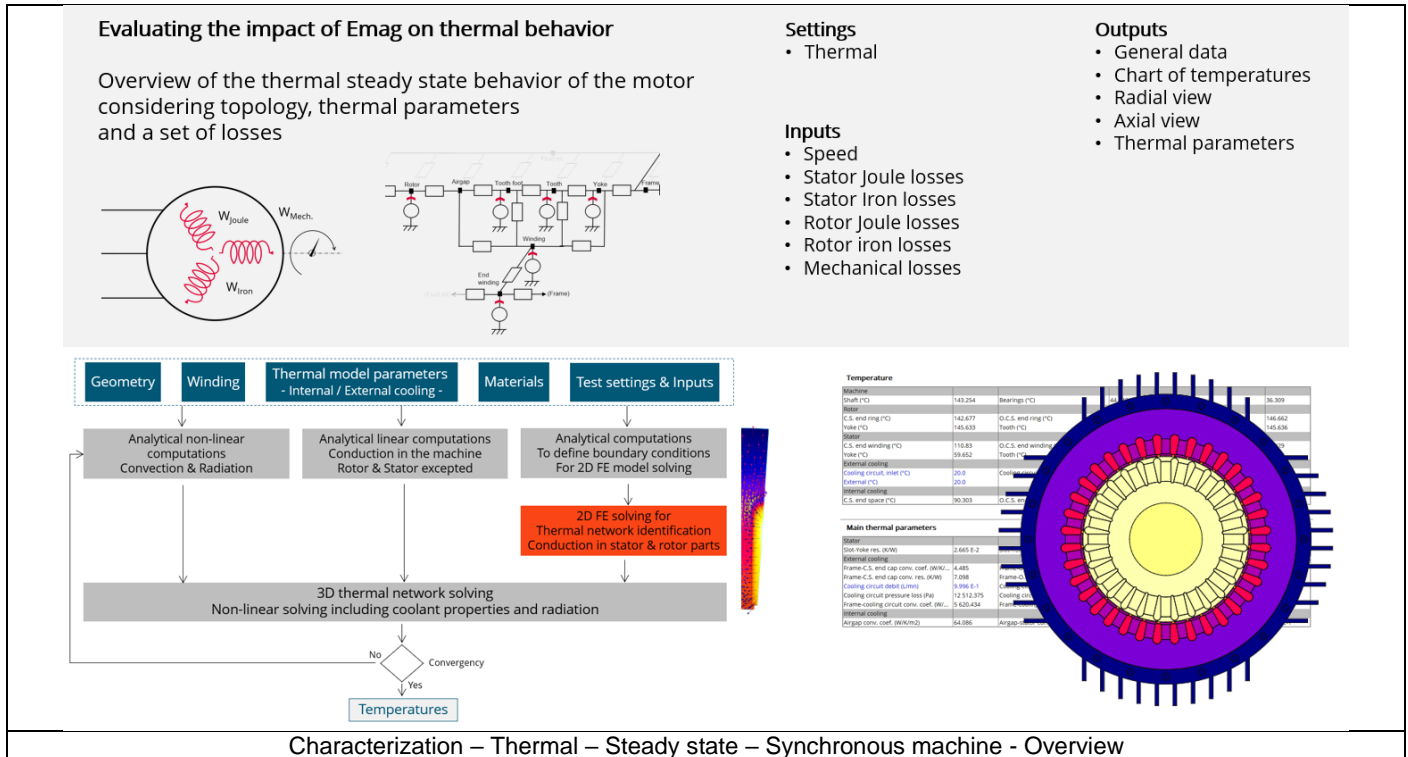 Evaluating the impact of Emag on thermal behavior
Overview of the thermal steady state behavior of the motor
considering topology, thermal parameters
and a set of losses
Settings
• Thermal
Inputs
• Speed
• Stator Joule losses
• Stator Iron losses
• Rotor Joule losses
• Rotor iron losses
• Mechanical losses
Outputs
• General data
• Chart of temperatures
• Radial view
• Axial view
• Thermal parameters
WJoule
WMech.
WIron
Rotor
Airgap
Tooth foot
Tooth
Yoke
Frame
Winding
End
winding
(Frame)
Geometry
Winding
Thermal model parameters
- Internal / External cooling -
Materials
Test settings & Inputs
Analytical non-linear
computations
Convection & Radiation
Analytical linear computations
Conduction in the machine
Rotor & Stator excepted
Analytical computations
To define boundary conditions
For 2D FE model solving
2D FE solving for
Thermal network identification
Conduction in stator & rotor parts
3D thermal network solving
Non-linear solving including coolant properties and radiation
No
Convergency
Yes
Temperatures
Temperature
Machine
Shaft (°C) 143.254 Bearings (°C) 36.309
Rotor
C.S. end ring (°C) 142.677 O.C.S. end ring (°C) 146.662
Yoke (°C) 145.633 Tooth (°C) 145.636
Stator
C.S. end winding (°C) 110.83 O.C.S. end winding
Yoke (°C) 59.652 Tooth
External cooling
Cooling circuit, inlet (°C) 20.0
External (°C) 20.0
Internal cooling
C.S. end space (°C) 90.303
Main thermal parameters
Stator
Slot-Yoke res. (K/W) 2.665 E-2
External cooling
Frame-C.S. end cap conv. coef. (W/K/... 4.485
Frame-C.S. end cap conv. res. (K/W) 7.098
Cooling circuit debit (L/mn) 9.996 E-1
Cooling circuit pressure loss (Pa) 12 512.375
Frame-cooling circuit conv. coef. (W/... 5 620.434
Internal cooling
Airgap conv. coef. (W/K/m2) 64.086
Characterization – Thermal – Steady state – Synchronous machine - Overview